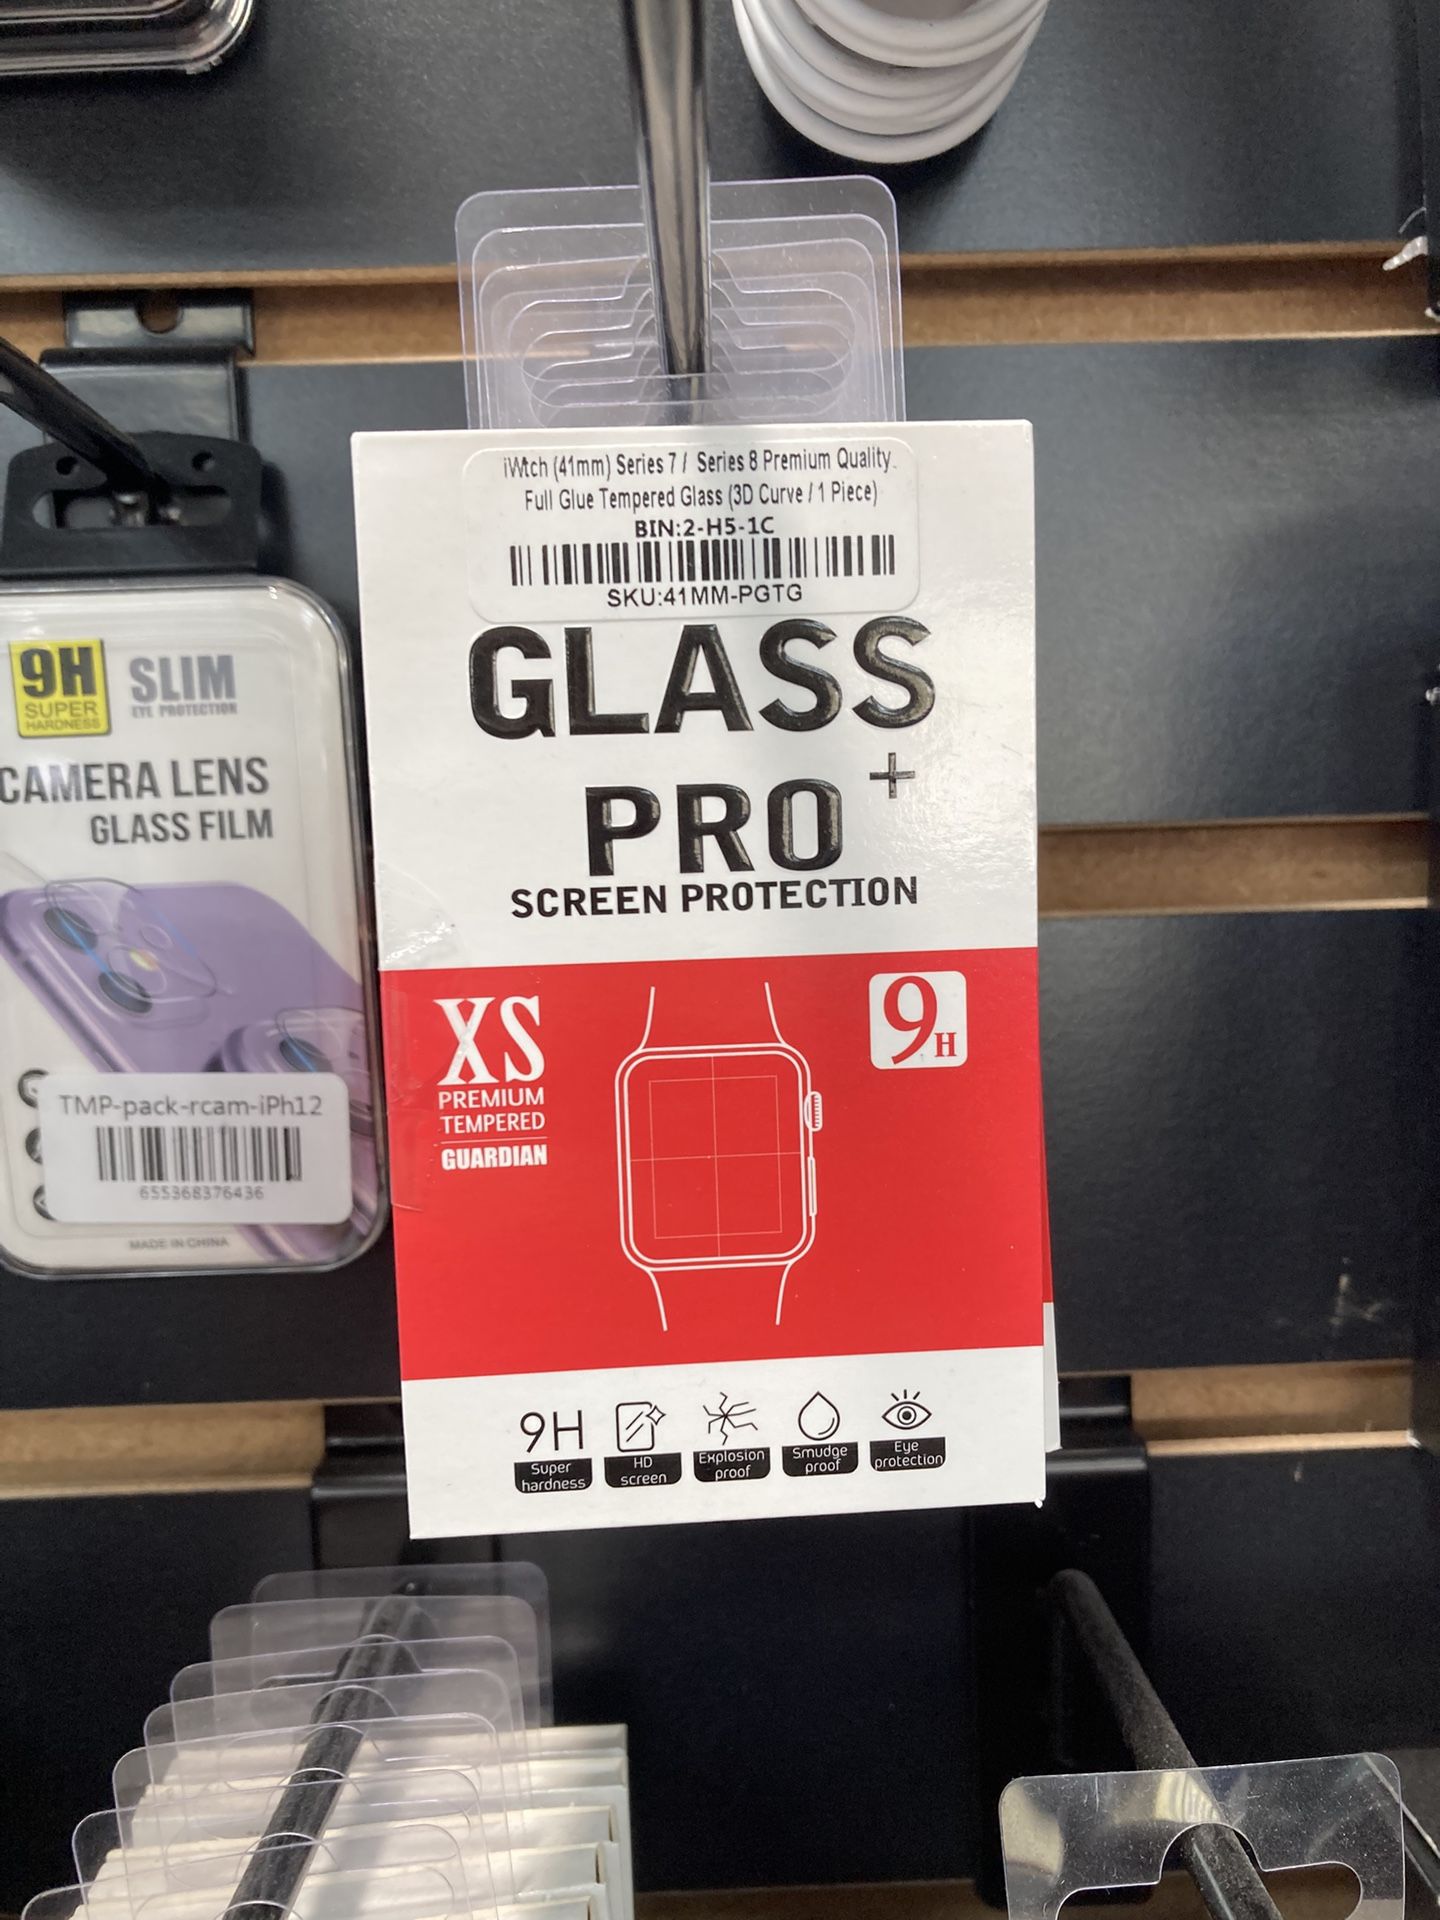 iWtch (41mm) Series 7 / Series 8 Premium Quality
Full Glue Tempered Glass (3D Curve / 1 Piece)
BIN:2-H5-1C
SKU:41MM-PGTG
GLASS
PRO+
SCREEN PROTECTION
XS
PREMIUM
TEMPERED
GUARDIAN
9H
9H
Super
hardness
HD
screen
Explosion
proof
Smudge
proof
Eye
protection
9H
SUPER
HARDNESS
SLIM
EYE PROTECTION
CAMERA LENS
GLASS FILM
TMP-pack-rcam-iPh12
655368376436
MADE IN CHINA